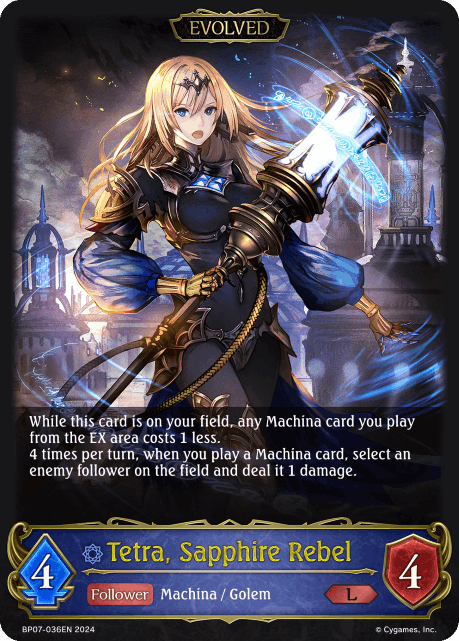 EVOLVED
While this card is on your field, any Machina card you play
from the EX area costs 1 less.
4 times per turn, when you play a Machina card, select an
enemy follower on the field and deal it 1 damage.
Tetra, Sapphire Rebel
4
Follower
Machina / Golem
L
4
BP07-036EN 2024
© Cygames, Inc.